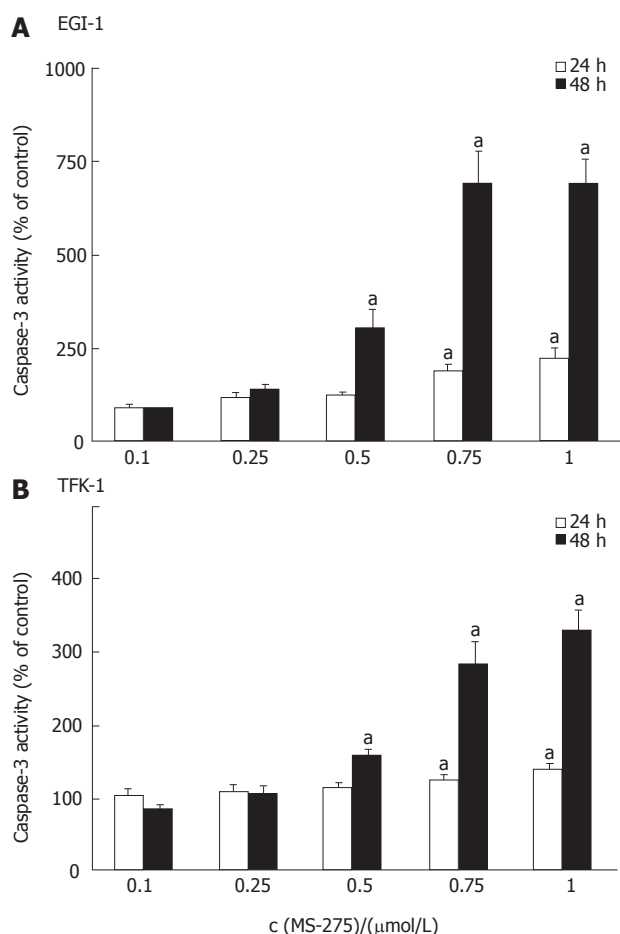 A EGI-1
1000
750
500
250
0
Caspase-3 activity (% of control)
24 h
48 h
a
a
a
a
a
0.1 0.25 0.5 0.75 1
B TFK-1
400
300
200
100
0
Caspase-3 activity (% of control)
24 h
48 h
a
a
a
a
a
0.1 0.25 0.5 0.75 1
c (MS-275)/(μmol/L)